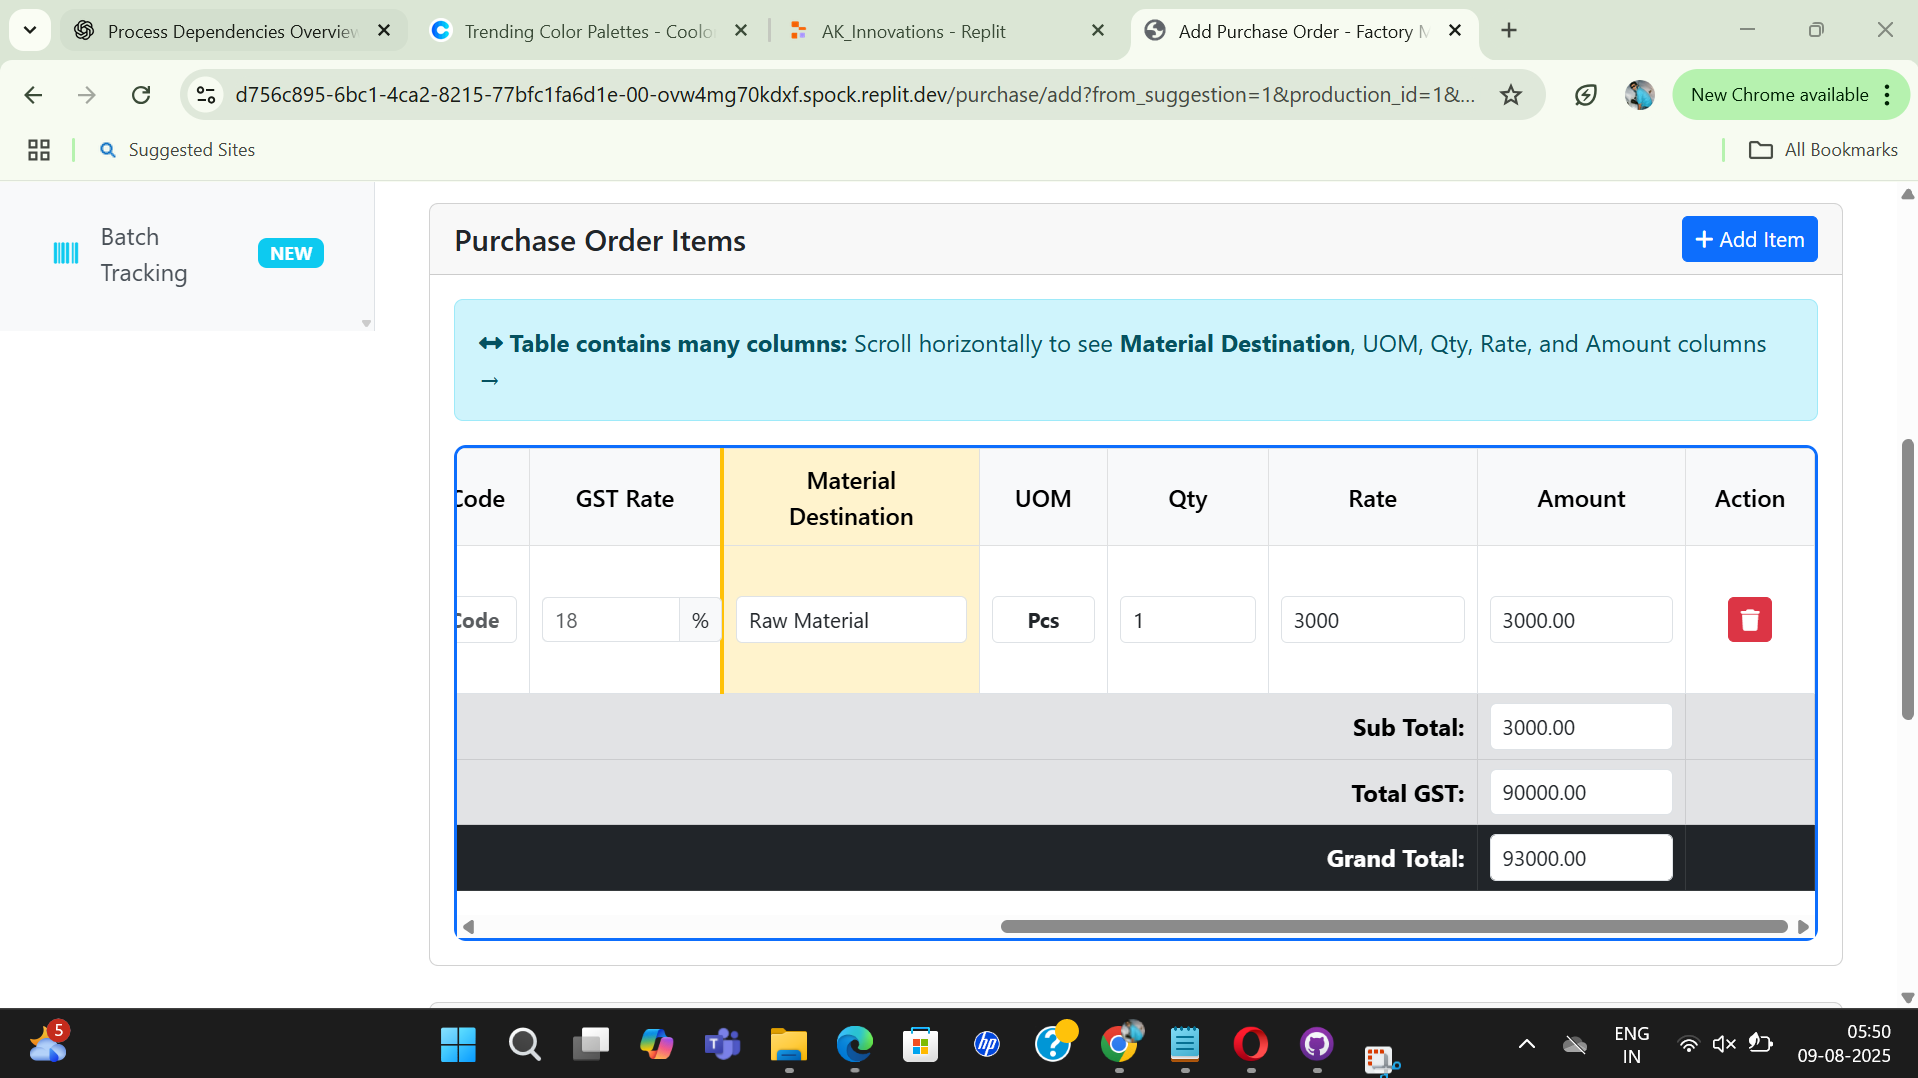 Process Dependencies Overview
Trending Color Palettes - Coolo
AK_Innovations - Replit
Add Purchase Order - Factory M
d756c895-6bc1-4ca2-8215-77bfc1fa6d1e-00-ovw4mg70kdxf.spock.replit.dev/purchase/add?from_suggestion=1&production_id=1&...
New Chrome available
Suggested Sites
All Bookmarks
Batch
Tracking
NEW
Purchase Order Items
+ Add Item
↔ Table contains many columns: Scroll horizontally to see Material Destination, UOM, Qty, Rate, and Amount columns
→
Code GST Rate Material Destination UOM Qty Rate Amount Action
Code 18 % Raw Material Pcs 1 3000 3000.00
Sub Total: 3000.00
Total GST: 90000.00
Grand Total: 93000.00
5
T
hp
?
ENG
IN
05:50
09-08-2025